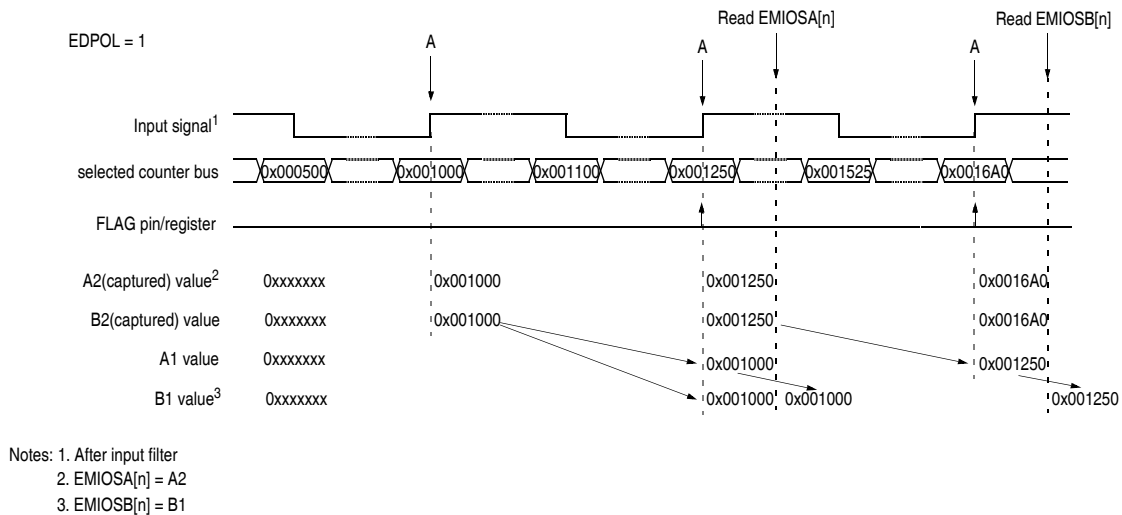 Read EMIOSA[n] Read EMIOSB[n]
EDPOL = 1
A A A
Input signal1
selected counter bus 0x000500 0x001000 0x001100 0x001250 0x001525 0x0016A0
FLAG pin/register
A2(captured) value2 0xxxxxxx 0x001000 0x001250 0x0016A0
B2(captured) value 0xxxxxxx 0x001000 0x001250 0x0016A0
A1 value 0xxxxxxx 0x001000 0x001250
B1 value3 0xxxxxxx 0x001000 0x001000 0x001250
Notes: 1. After input filter
2. EMIOSA[n] = A2
3. EMIOSB[n] = B1